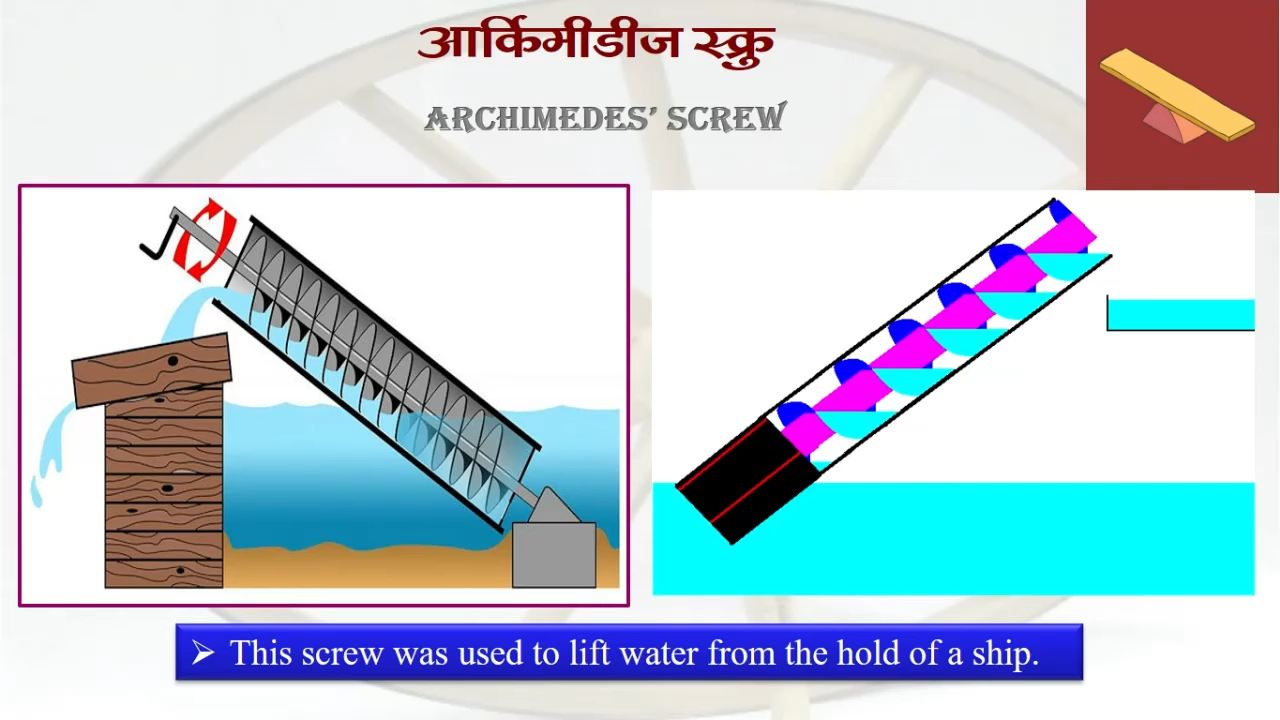 आर्किमीडीज स्क्रु
ARCHIMEDES’ SCREW
➢ This screw was used to lift water from the hold of a ship.